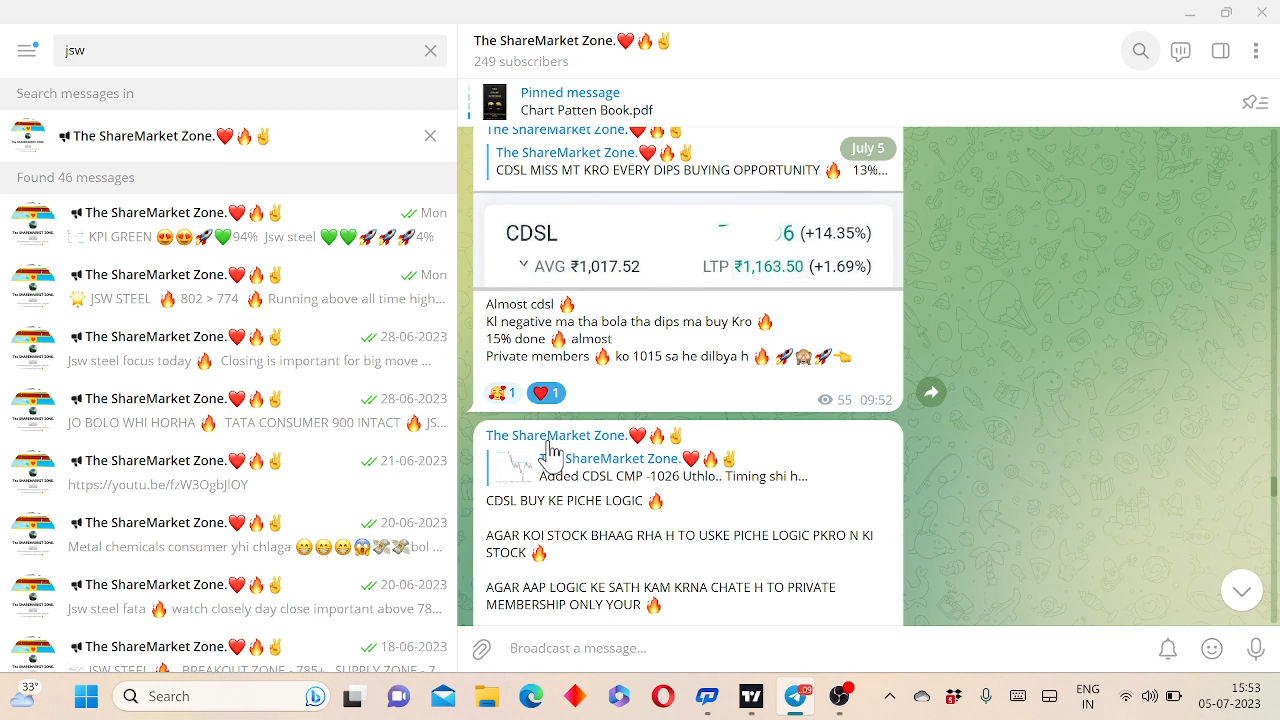 jsw
Search messages in
The ShareMarket Zone.❤️🔥✌️
Found 46 messages
The ShareMarket Zone.❤️🔥✌️ Mon
KPI GREEN 94% Jsw steel 💚💚🚀🚀🚀4%
The ShareMarket Zone.❤️🔥✌️ Mon
JSW STEEL 🔥 774 🔥 Running above all time high...
The ShareMarket Zone.❤️🔥✌️ 28-06-2023
Jsw steel focus today 🔥 Closing is important for big move ...
The ShareMarket Zone.❤️🔥✌️ 28-06-2023
JO BOLA WHI HORHA TATA CONSUMER 900 INTACT 🔥 JS...
The ShareMarket Zone.❤️🔥✌️
https://youtu.be/fzW3OgbJlOY
The ShareMarket Zone.❤️🔥✌️ 20-06-2023
Metal chemicals consumer yhi chlaga bol ...
The ShareMarket Zone.❤️🔥✌️ 20-06-2023
Jsw steel fats 🔥 watch closely day close important above 78...
The ShareMarket Zone.❤️🔥✌️ 18-06-2023
JSW STEEL 🔥 BREAKOUT ZONE - 785+ SUPPLY ZONE - 7
The ShareMarket Zone.❤️🔥✌️
249 subscribers
Pinned message
Chart Patten Book.pdf
July 5
The ShareMarket Zone.❤️🔥✌️
The ShareMarket Zone.❤️🔥✌️
CDSL MISS MT KRO EVERY DIPS BUYING OPPORTUNITY 🔥 13%...
CDSL 6 (+14.35%)
AVG ₹1,017.52 LTP ₹1,163.50 (+1.69%)
Almost cdsl 🔥
Kl negative ma tha bola tha dips ma buy Kro 🔥
15% done 🔥 almost
Private members 🔥 ko 1015 sa he dilbyah 🔥 🚀🙈🚀👈
🥰 1 ❤️ 1 55 09:52
The ShareMarket Zone.❤️🔥✌️
ShareMarket Zone.❤️🔥✌️
Added CDSL CMP -1026 Uthlo.. Timing shi h...
CDSL BUY KE PICHE LOGIC 🔥
AGAR KOI STOCK BHAAG RHA H TO USKE PICHE LOGIC PKRO N KI
STOCK 🔥
AGAR AAP LOGIC KE SATH KAM KRNA CHATE H TO PRIVATE
MEMBERSHIP ONLY YOUR 🔥
Broadcast a message...
33°
Search
.09
ENG
IN
15:53
05-07-2023